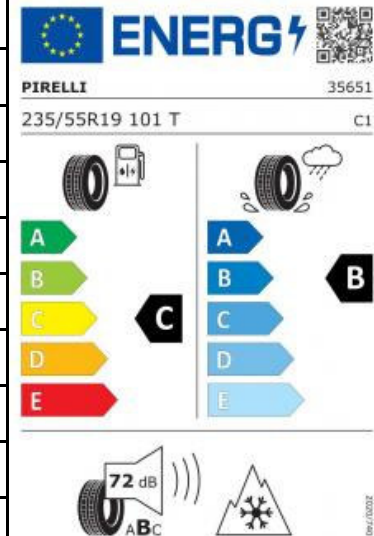 ENERG
PIRELLI 35651
235/55R19 101 T C1
A A
B B B
C C C
D D
E E
72 dB
ABC
2020/740